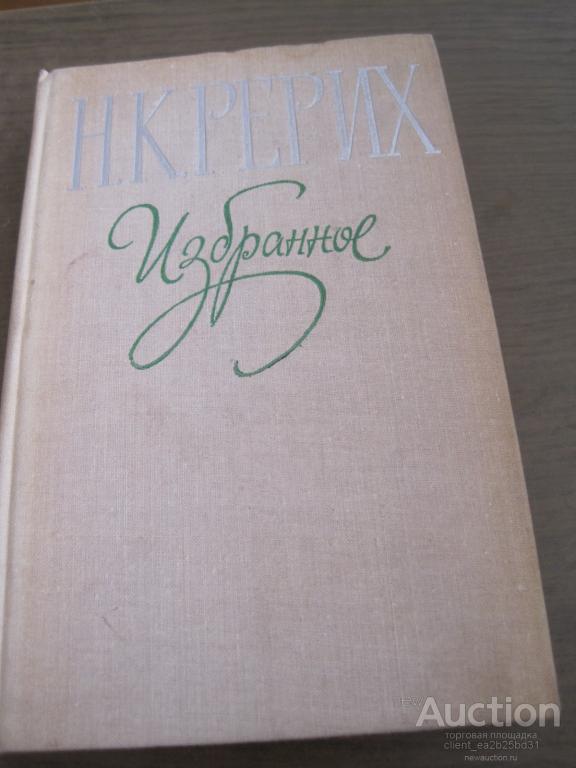 Н.К.РЕРИХ
Избранное
Auction
торговая площадка
client_ea2b25bd31
newauction.ru